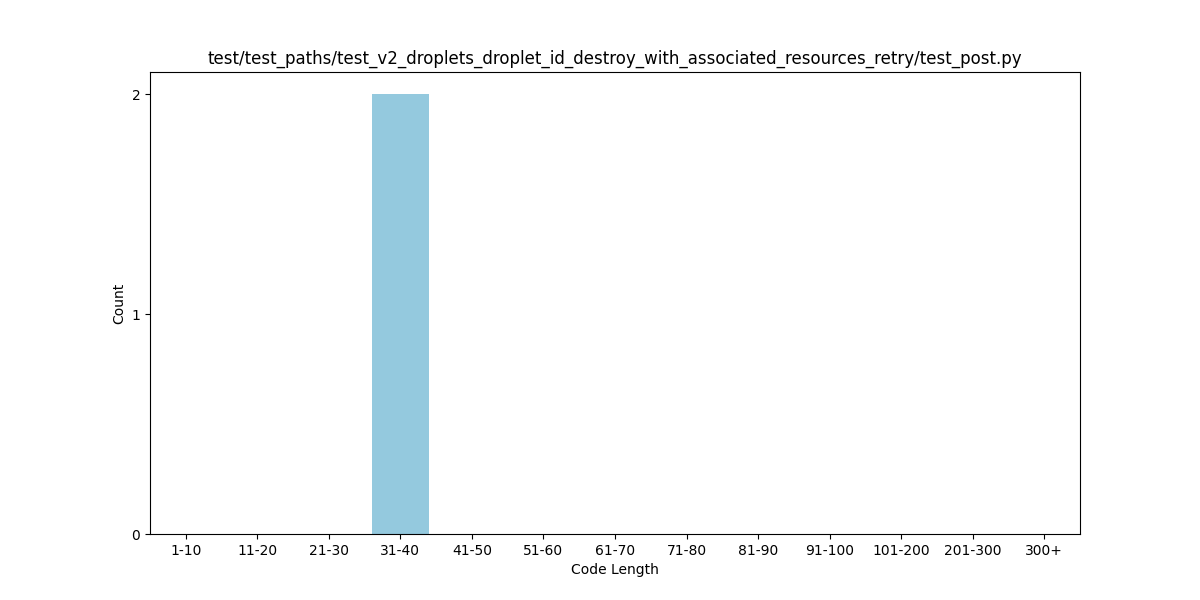 test/test_paths/test_v2_droplets_droplet_id_destroy_with_associated_resources_retry/test_post.py
2
1
0
Count
1-10 11-20 21-30 31-40 41-50 51-60 61-70 71-80 81-90 91-100 101-200 201-300 300+
Code Length